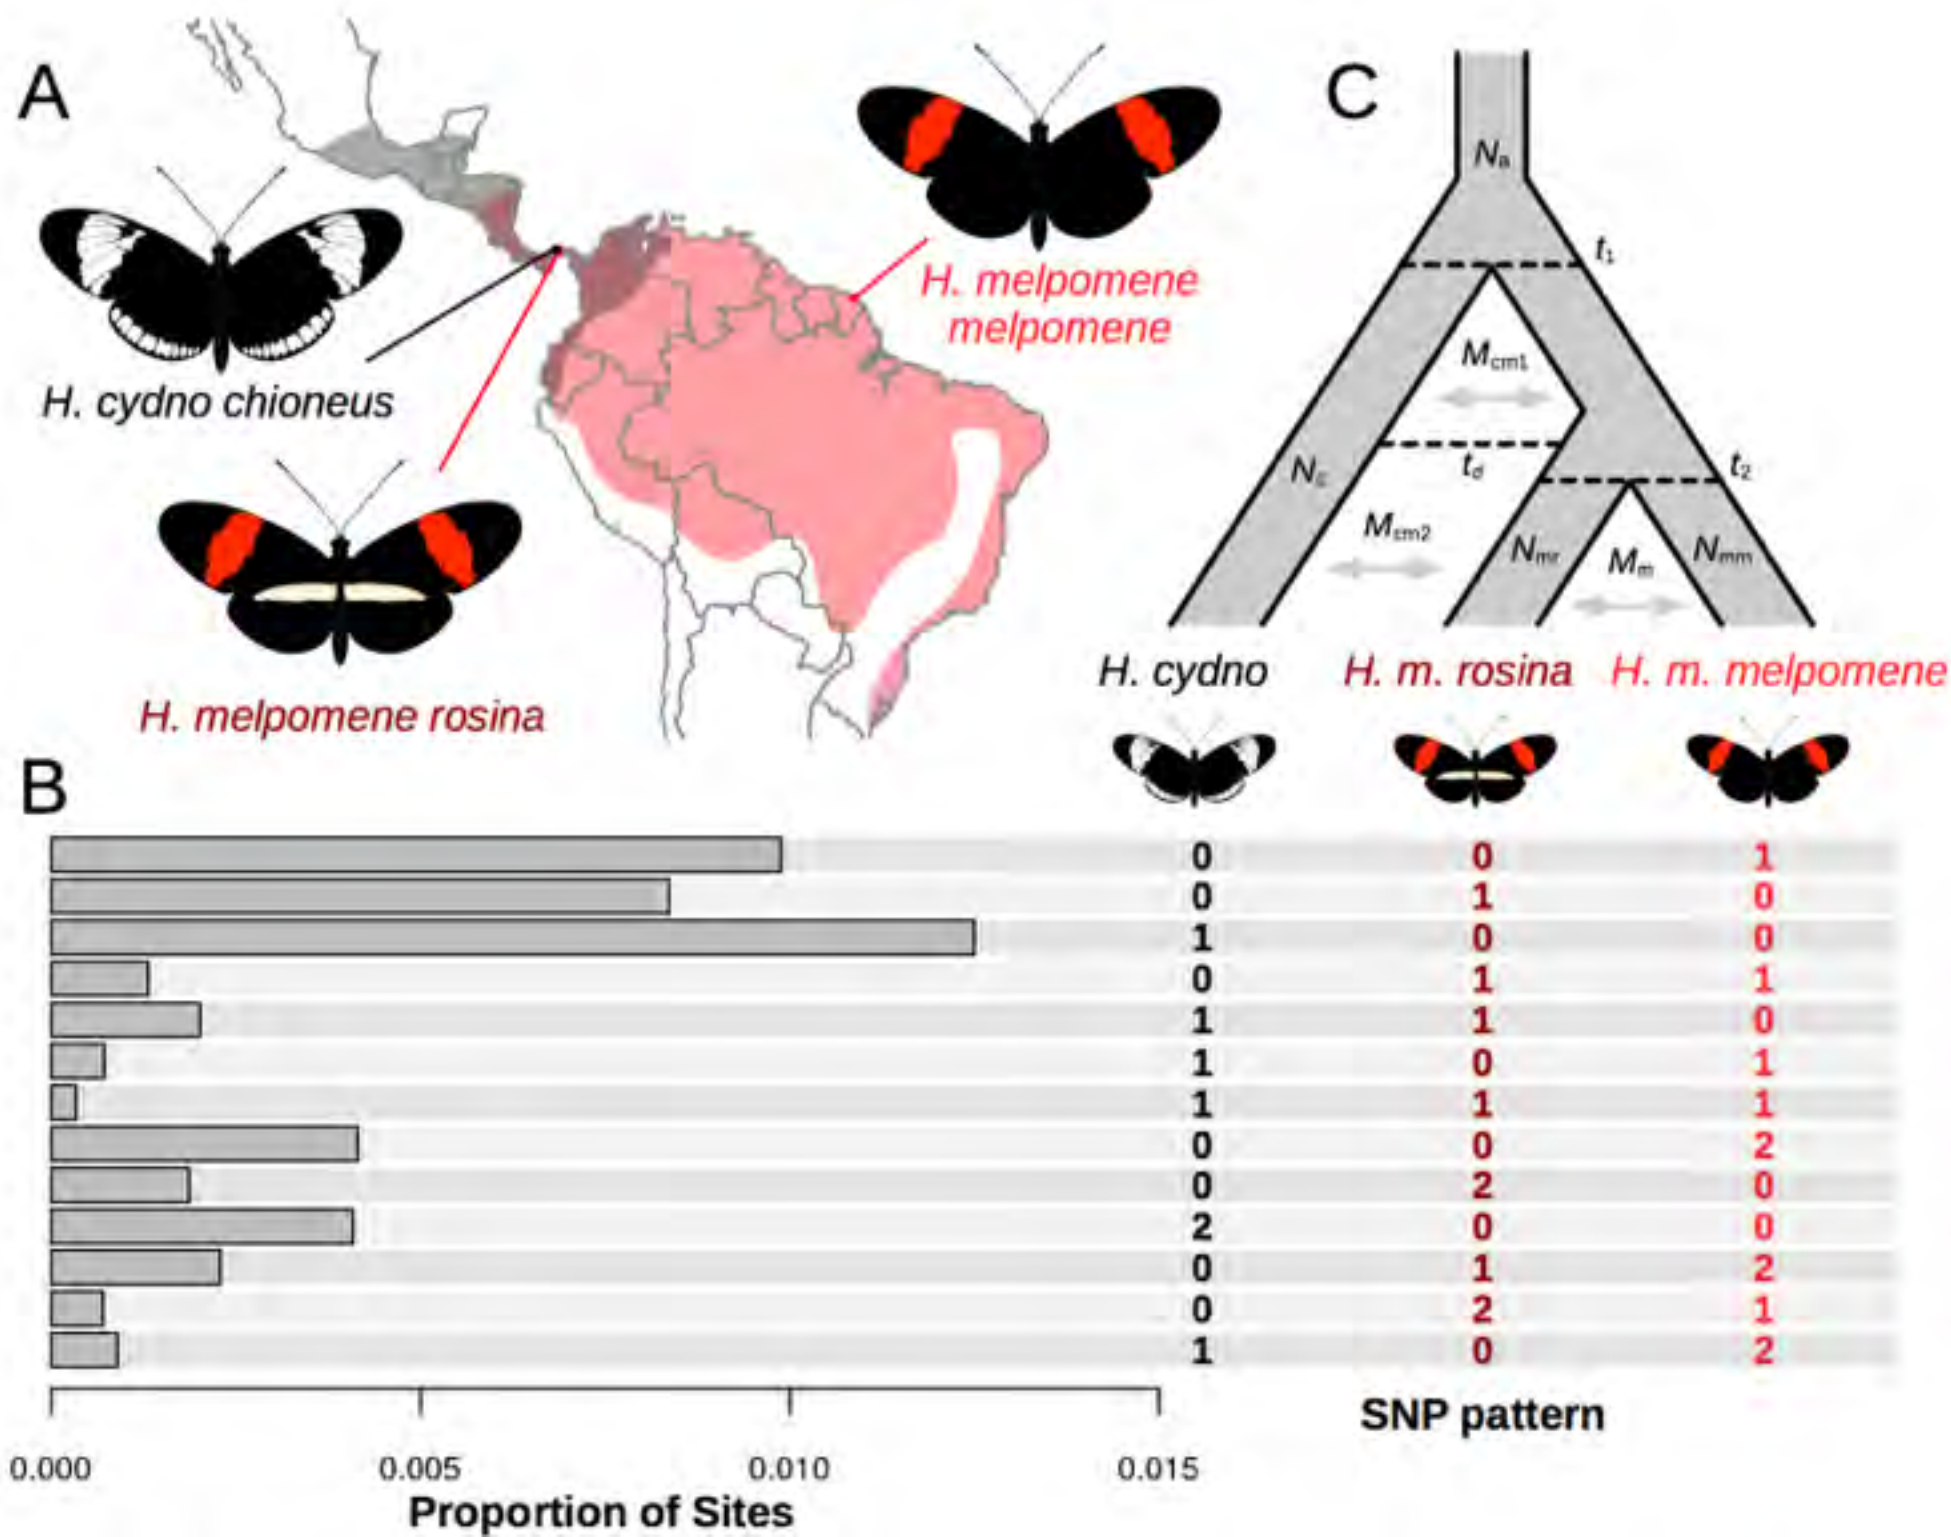 A
H. cydno chioneus
H. melpomene rosina
H. melpomene
melpomene
C
Na
t1
Mcm1
td
Nc
t2
Mcm2
Nmr
Mm
Nmm
H. cydno
H. m. rosina
H. m. melpomene
B
0 0 1
0 1 0
1 0 0
0 1 1
1 1 0
1 0 1
1 1 1
0 0 2
0 2 0
2 0 0
0 1 2
0 2 1
1 0 2
SNP pattern
0.000 0.005 0.010 0.015
Proportion of Sites